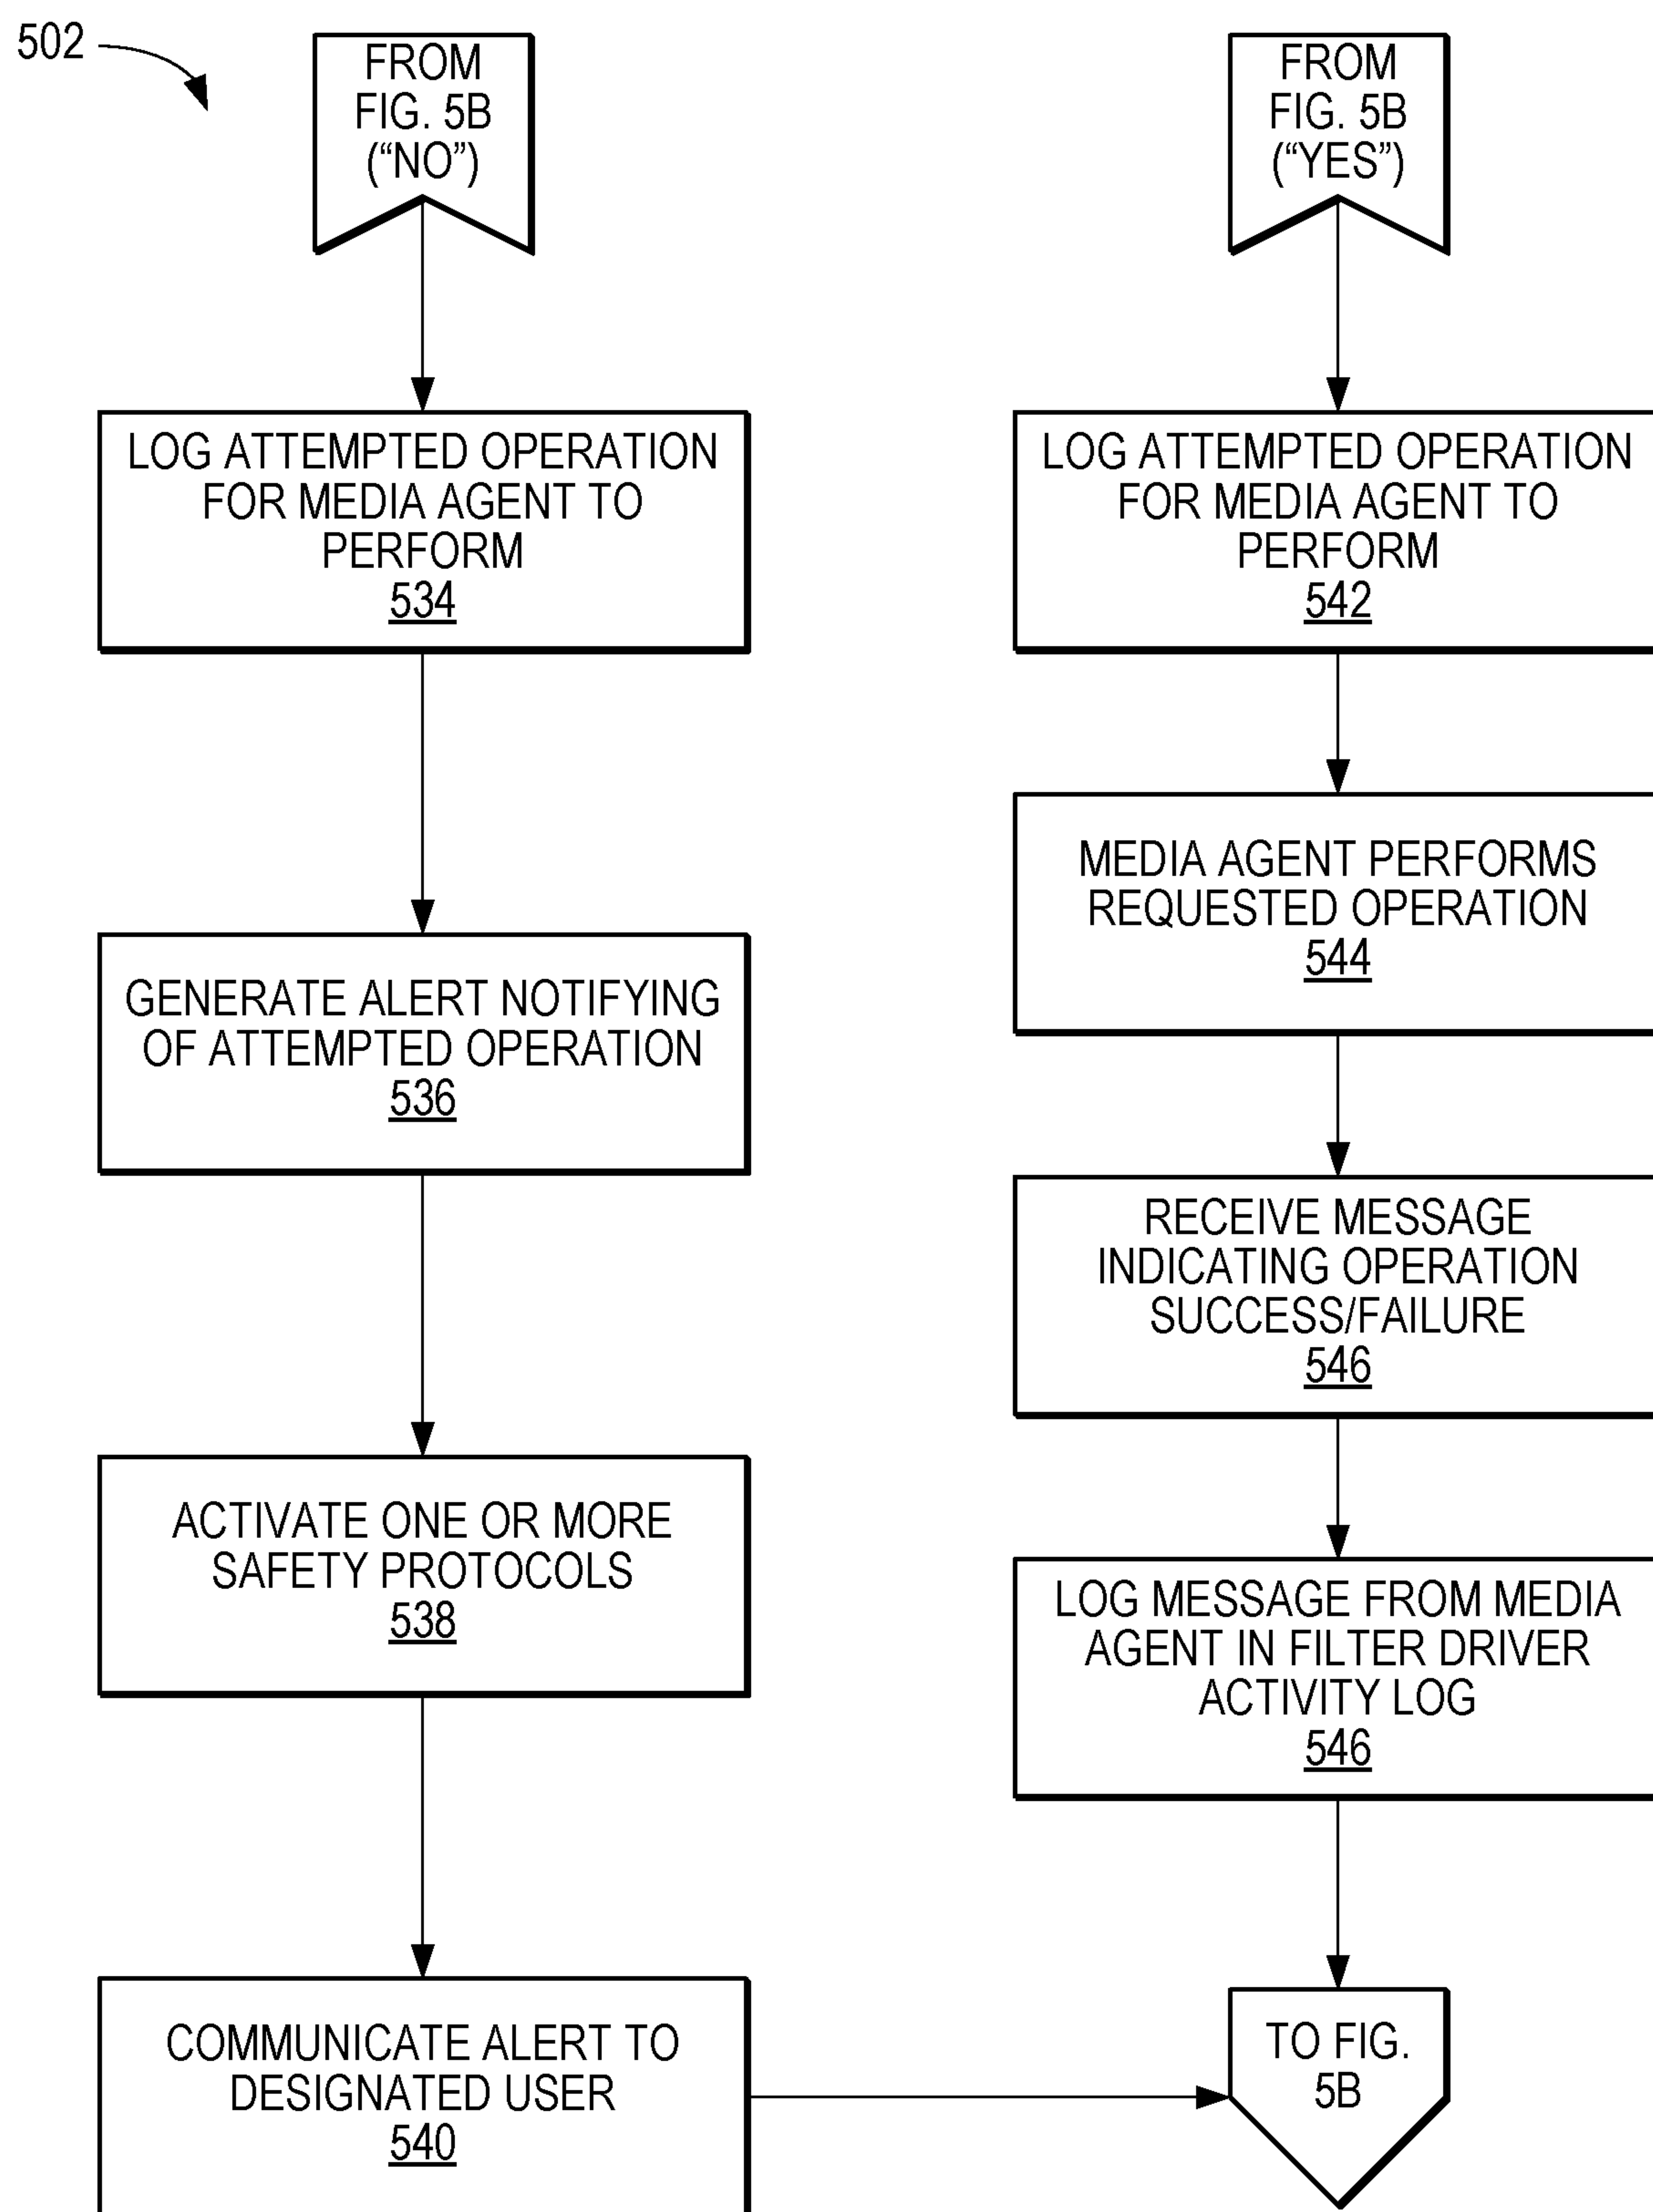 502
FROM
FIG. 5B
(“NO”)
LOG ATTEMPTED OPERATION
FOR MEDIA AGENT TO
PERFORM
534
GENERATE ALERT NOTIFYING
OF ATTEMPTED OPERATION
536
ACTIVATE ONE OR MORE
SAFETY PROTOCOLS
538
COMMUNICATE ALERT TO
DESIGNATED USER
540
FROM
FIG. 5B
(“YES”)
LOG ATTEMPTED OPERATION
FOR MEDIA AGENT TO
PERFORM
542
MEDIA AGENT PERFORMS
REQUESTED OPERATION
544
RECEIVE MESSAGE
INDICATING OPERATION
SUCCESS/FAILURE
546
LOG MESSAGE FROM MEDIA
AGENT IN FILTER DRIVER
ACTIVITY LOG
546
TO FIG.
5B